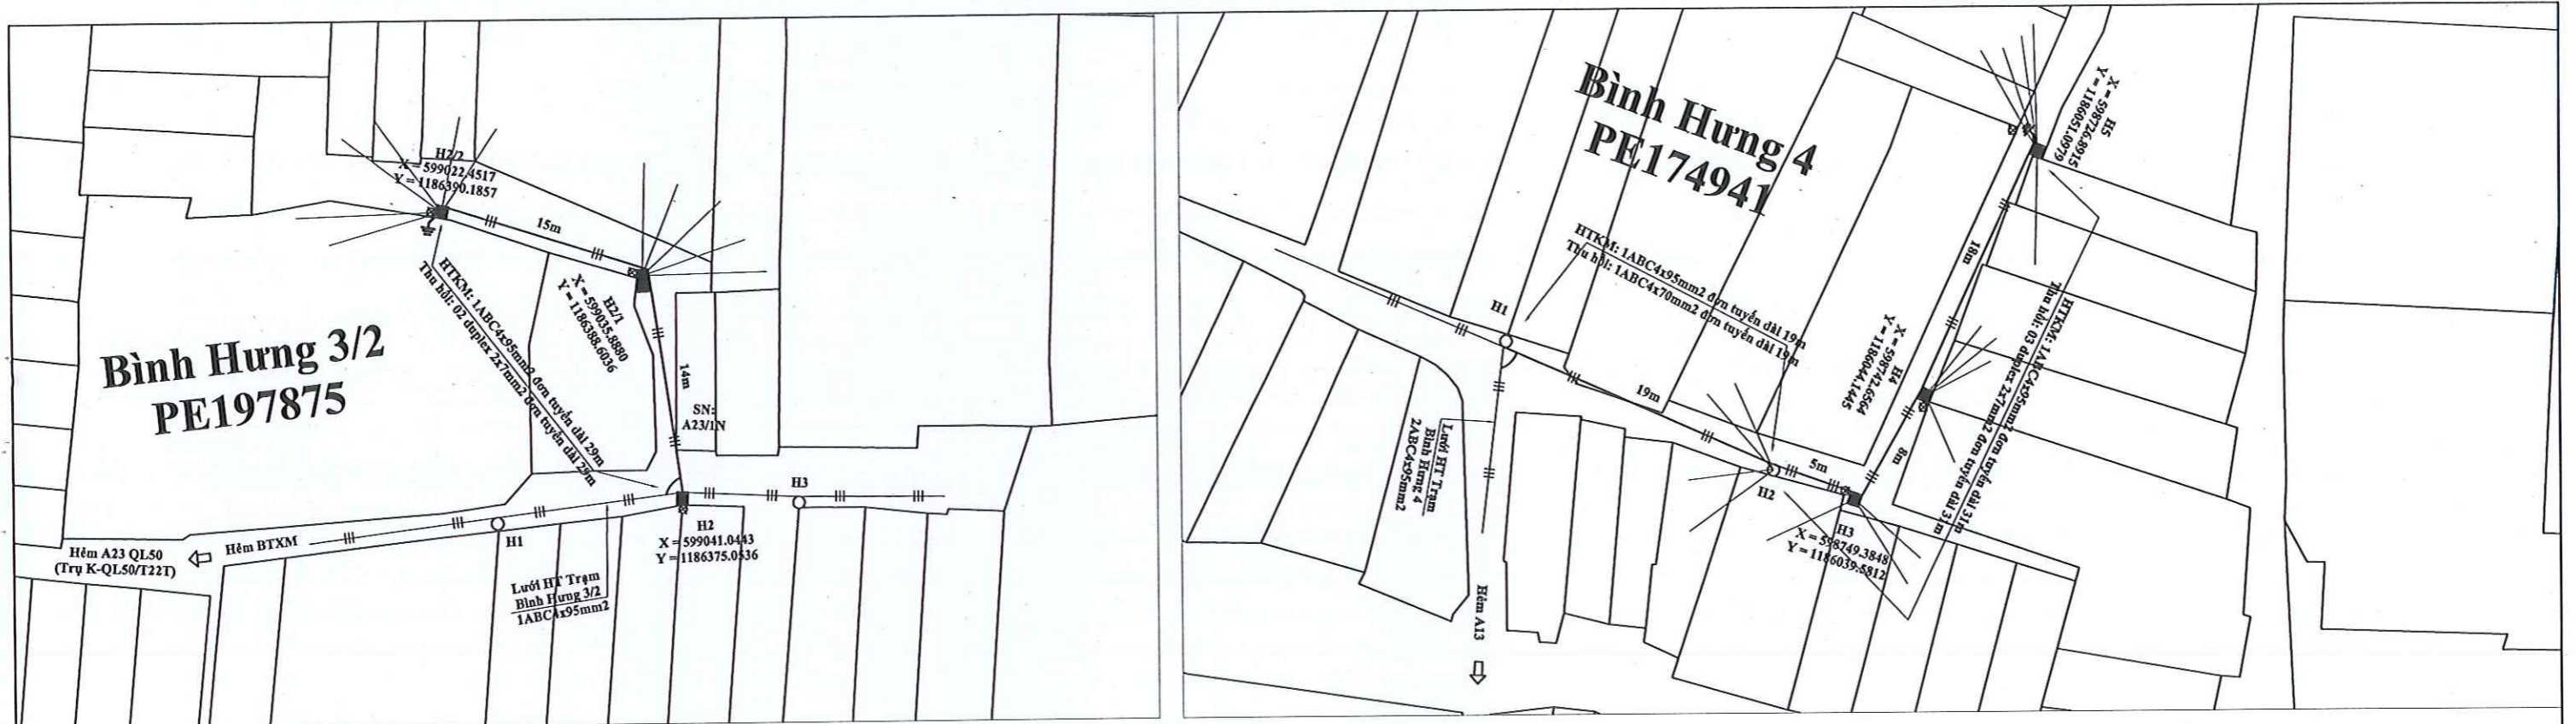 H2/2
X = 599022.4517
Y = 1186390.1857
15m
H2/1
X = 599035.8880
Y = 1186388.6036
HTKM: 1ABC4x95mm2 đơn tuyến dài 29m
Thu hồi: 02 duplex 2x7mm2 đơn tuyến dài 29m
Bình Hưng 3/2
PE197875
14m
SN:
A23/1N
H3
H2
X = 599041.0443
Y = 1186375.0536
H1
Hẻm BTXM
Hẻm A23 QL50
(Trụ K-QL50/T22T)
Lưới HT Trạm
Bình Hưng 3/2
1ABC4x95mm2
Bình Hưng 4
PE174941
H5
X = 598726.8915
Y = 1186051.0979
HTKM: 1ABC4x95mm2 đơn tuyến dài 19m
Thu hồi: 1ABC4x70mm2 đơn tuyến dài 19m
18m
H1
H4
X = 598742.6564
Y = 1186044.1445
HTKM: 1ABC4x95mm2 đơn tuyến dài 31m
Thu hồi: 03 duplex 2x7mm2 đơn tuyến dài 31m
19m
8m
5m
Lưới HT Trạm
Bình Hưng 4
2ABC4x95mm2
H2
H3
X = 598749.3848
Y = 1186039.5812
Hẻm A13